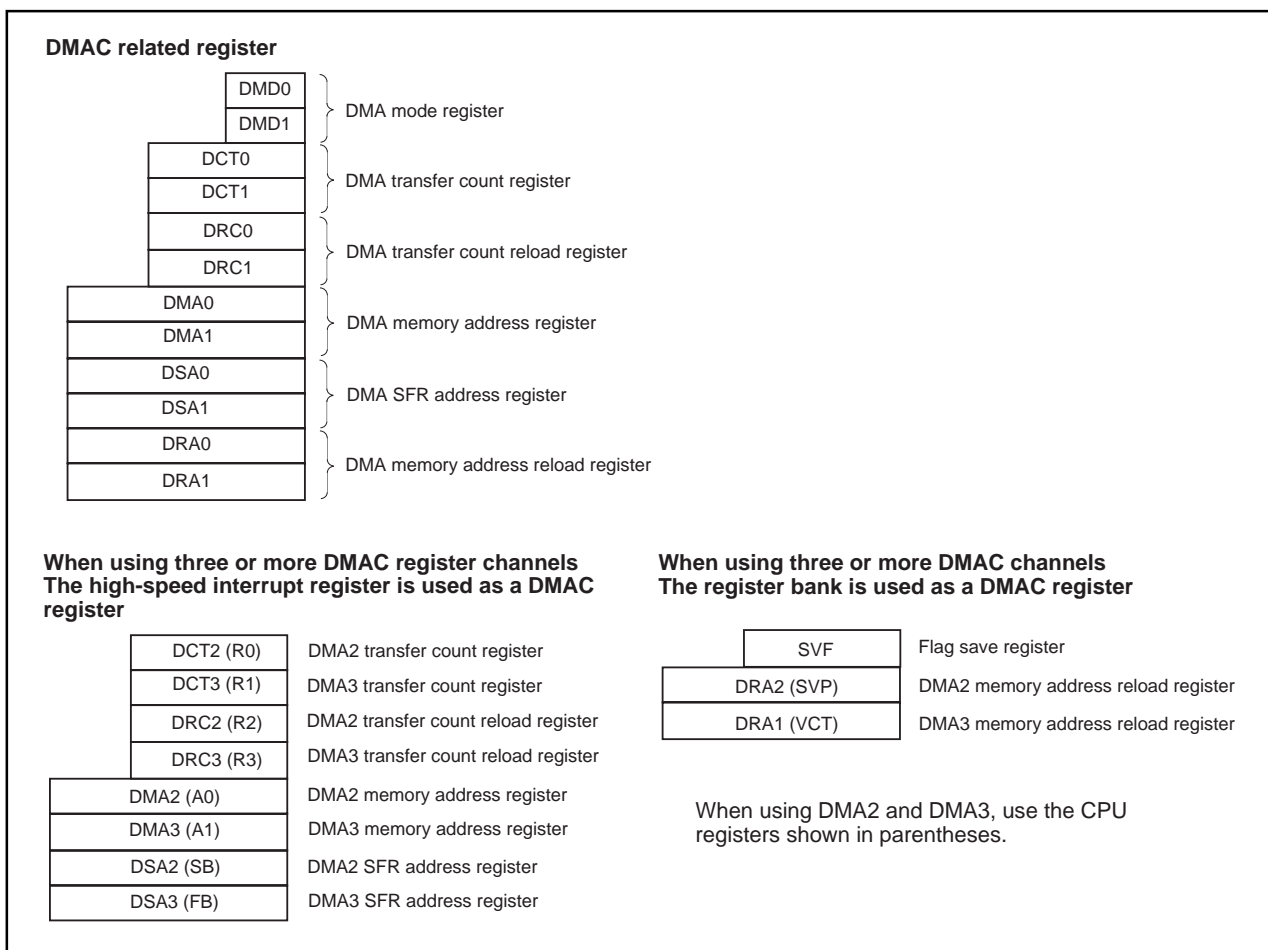 DMAC related register
DMD0
DMD1
DMA mode register
DCT0
DCT1
DMA transfer count register
DRC0
DRC1
DMA transfer count reload register
DMA0
DMA1
DMA memory address register
DSA0
DSA1
DMA SFR address register
DRA0
DRA1
DMA memory address reload register
When using three or more DMAC register channels
The high-speed interrupt register is used as a DMAC
register
DCT2 (R0) DMA2 transfer count register
DCT3 (R1) DMA3 transfer count register
DRC2 (R2) DMA2 transfer count reload register
DRC3 (R3) DMA3 transfer count reload register
DMA2 (A0) DMA2 memory address register
DMA3 (A1) DMA3 memory address register
DSA2 (SB) DMA2 SFR address register
DSA3 (FB) DMA3 SFR address register
When using three or more DMAC channels
The register bank is used as a DMAC register
SVF Flag save register
DRA2 (SVP) DMA2 memory address reload register
DRA1 (VCT) DMA3 memory address reload register
When using DMA2 and DMA3, use the CPU
registers shown in parentheses.